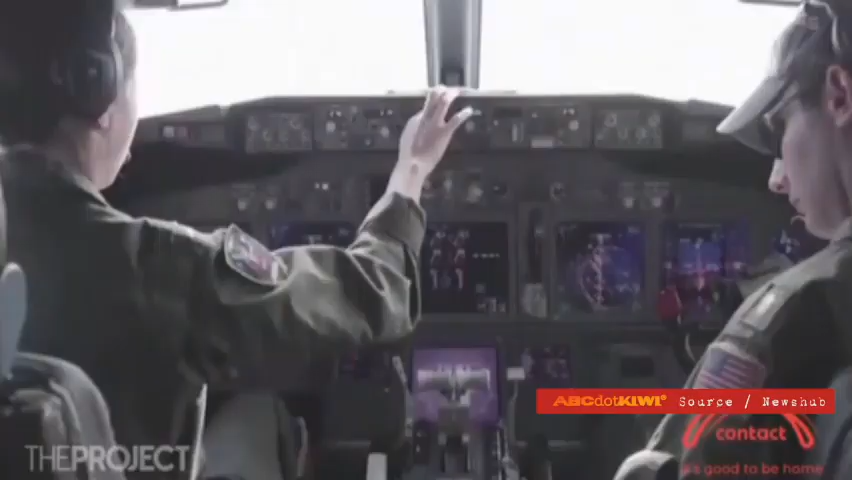 ABCdotKIWI® Source / Newshub
contact
it's good to be home
THEPROJECT